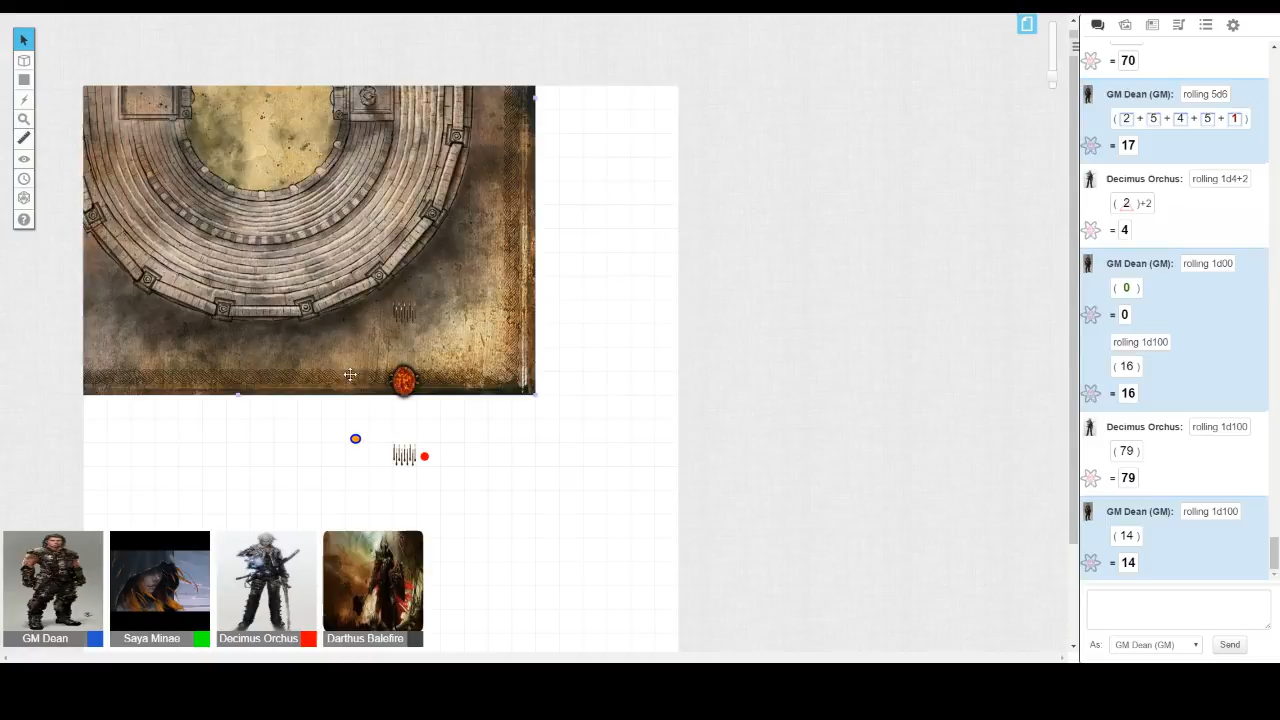 = 70
GM Dean (GM): rolling 5d6
( 2 + 5 + 4 + 5 + 1 )
= 17
Decimus Orchus: rolling 1d4+2
( 2 )+2
= 4
GM Dean (GM): rolling 1d00
( 0 )
= 0
rolling 1d100
( 16 )
= 16
Decimus Orchus: rolling 1d100
( 79 )
= 79
GM Dean (GM): rolling 1d100
( 14 )
= 14
As: GM Dean (GM) Send
GM Dean
Saya Minae
Decimus Orchus
Darthus Balefire